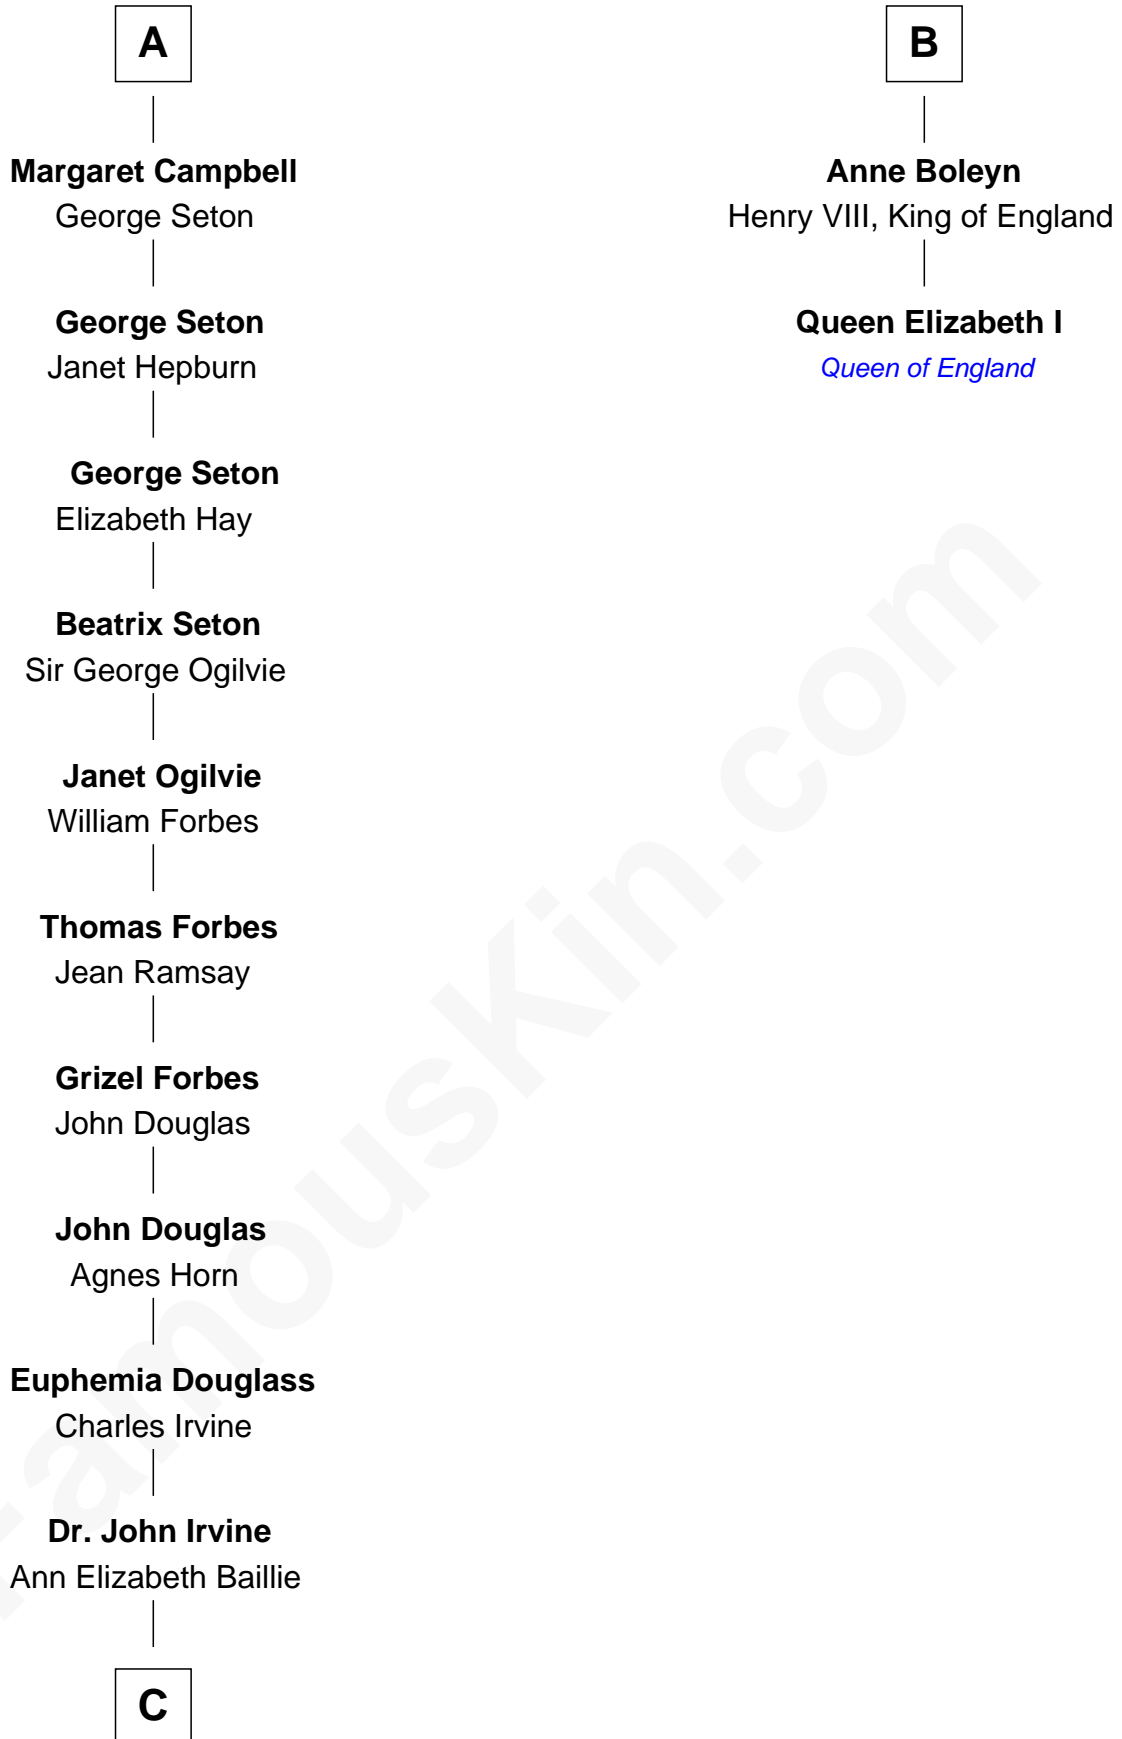 A
Margaret Campbell
George Seton
George Seton
Janet Hepburn
George Seton
Elizabeth Hay
Beatrix Seton
Sir George Ogilvie
Janet Ogilvie
William Forbes
Thomas Forbes
Jean Ramsay
Grizel Forbes
John Douglas
John Douglas
Agnes Horn
Euphemia Douglass
Charles Irvine
Dr. John Irvine
Ann Elizabeth Baillie
C
B
Anne Boleyn
Henry VIII, King of England
Queen Elizabeth I
Queen of England
FamousKin.com